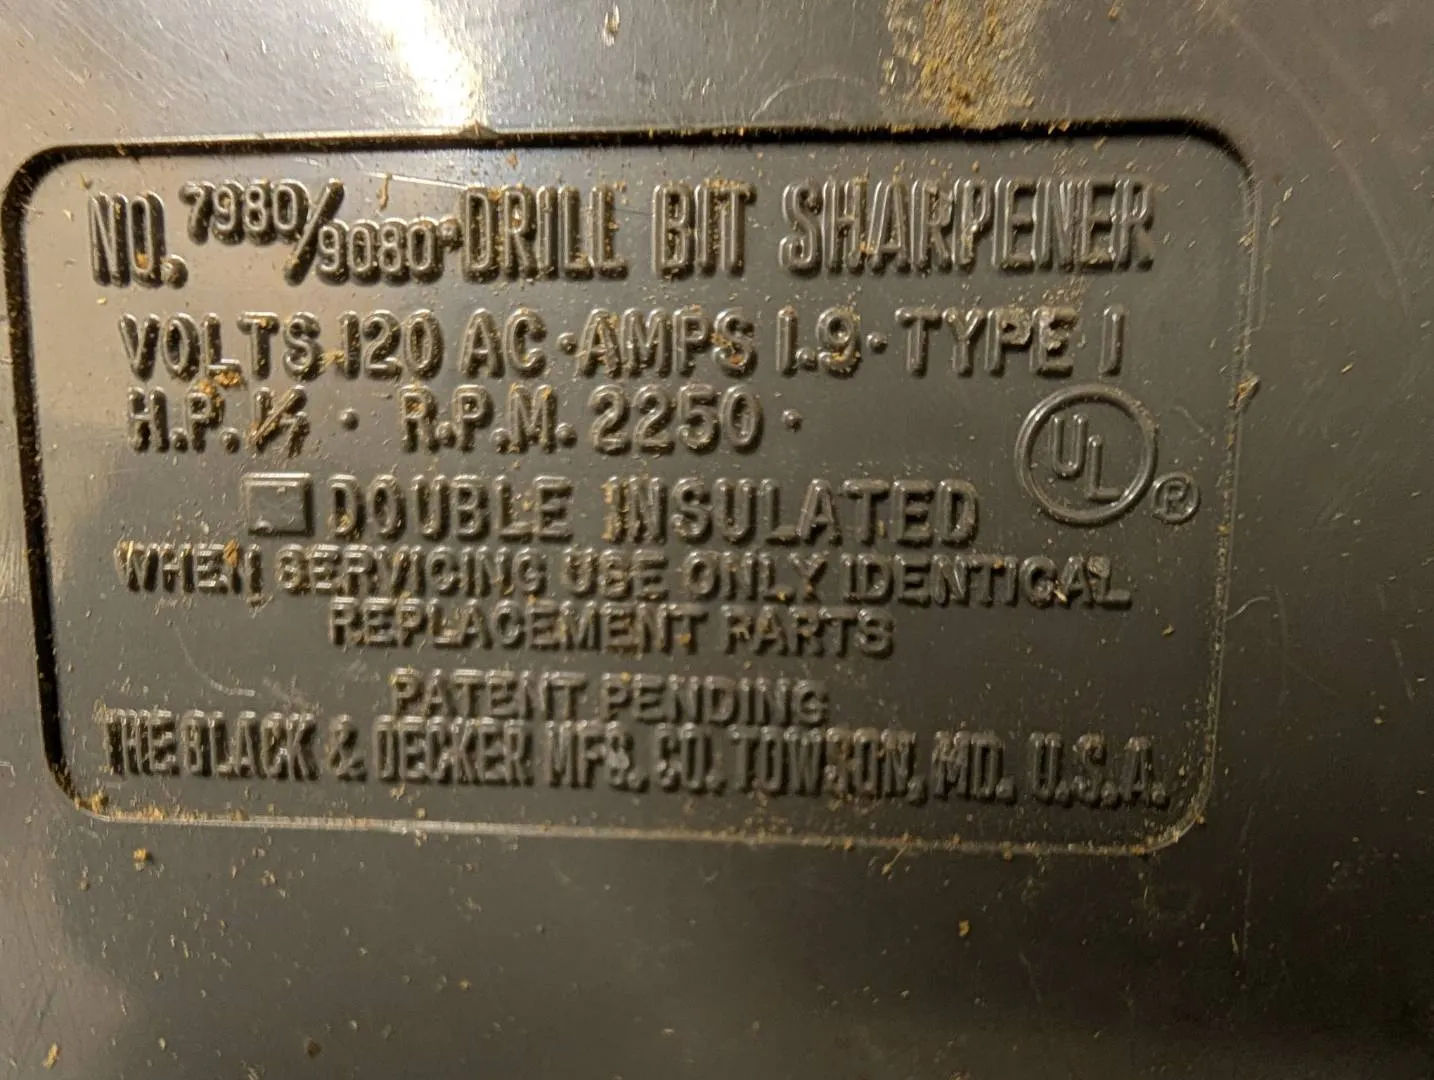 NO. 7980/9080-DRILL BIT SHARPENER
VOLTS 120 AC·AMPS 1.9·TYPE 1
H.P. 1/7 · R.P.M. 2250 ·
UL ®
DOUBLE INSULATED
WHEN SERVICING USE ONLY IDENTICAL
REPLACEMENT PARTS
PATENT PENDING
THE BLACK & DECKER MFG. CO. TOWSON, MD. U.S.A.